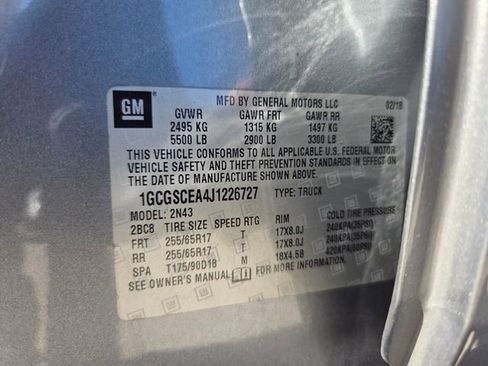 GM
MFD BY GENERAL MOTORS LLC 02/18
GVWR GAWR FRT GAWR RR
2495 KG 1315 KG 1497 KG
5500 LB 2900 LB 3300 LB
THIS VEHICLE CONFORMS TO ALL APPLICABLE U.S. FEDERAL MOTOR
VEHICLE SAFETY AND THEFT PREVENTION STANDARDS IN EFFECT ON
THE DATE OF MANUFACTURE SHOWN ABOVE.
1GCGSCEA4J1226727 TYPE: TRUCK
MODEL: 2N43
2BC8 TIRE SIZE SPEED RTG RIM COLD TIRE PRESSURE
FRT 255/65R17 T 17X8.0J 240KPA(35PSI)
RR 255/65R17 T 17X8.0J 240KPA(35PSI)
SPA T175/90D18 M 18X4.5B 420KPA(60PSI)
SEE OWNER'S MANUAL FOR MORE INFORMATION.